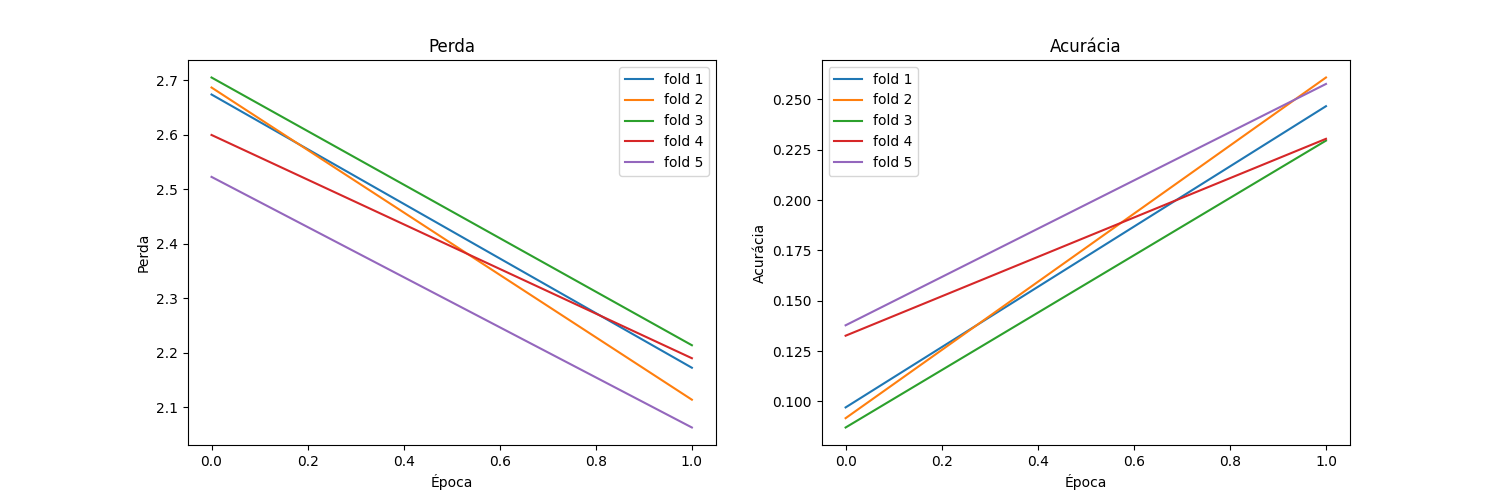 Perda
2.7
2.6
2.5
2.4
2.3
2.2
2.1
Perda
0.0 0.2 0.4 0.6 0.8 1.0
Época
fold 1
fold 2
fold 3
fold 4
fold 5
Acurácia
0.250
0.225
0.200
0.175
0.150
0.125
0.100
Acurácia
0.0 0.2 0.4 0.6 0.8 1.0
Época
fold 1
fold 2
fold 3
fold 4
fold 5